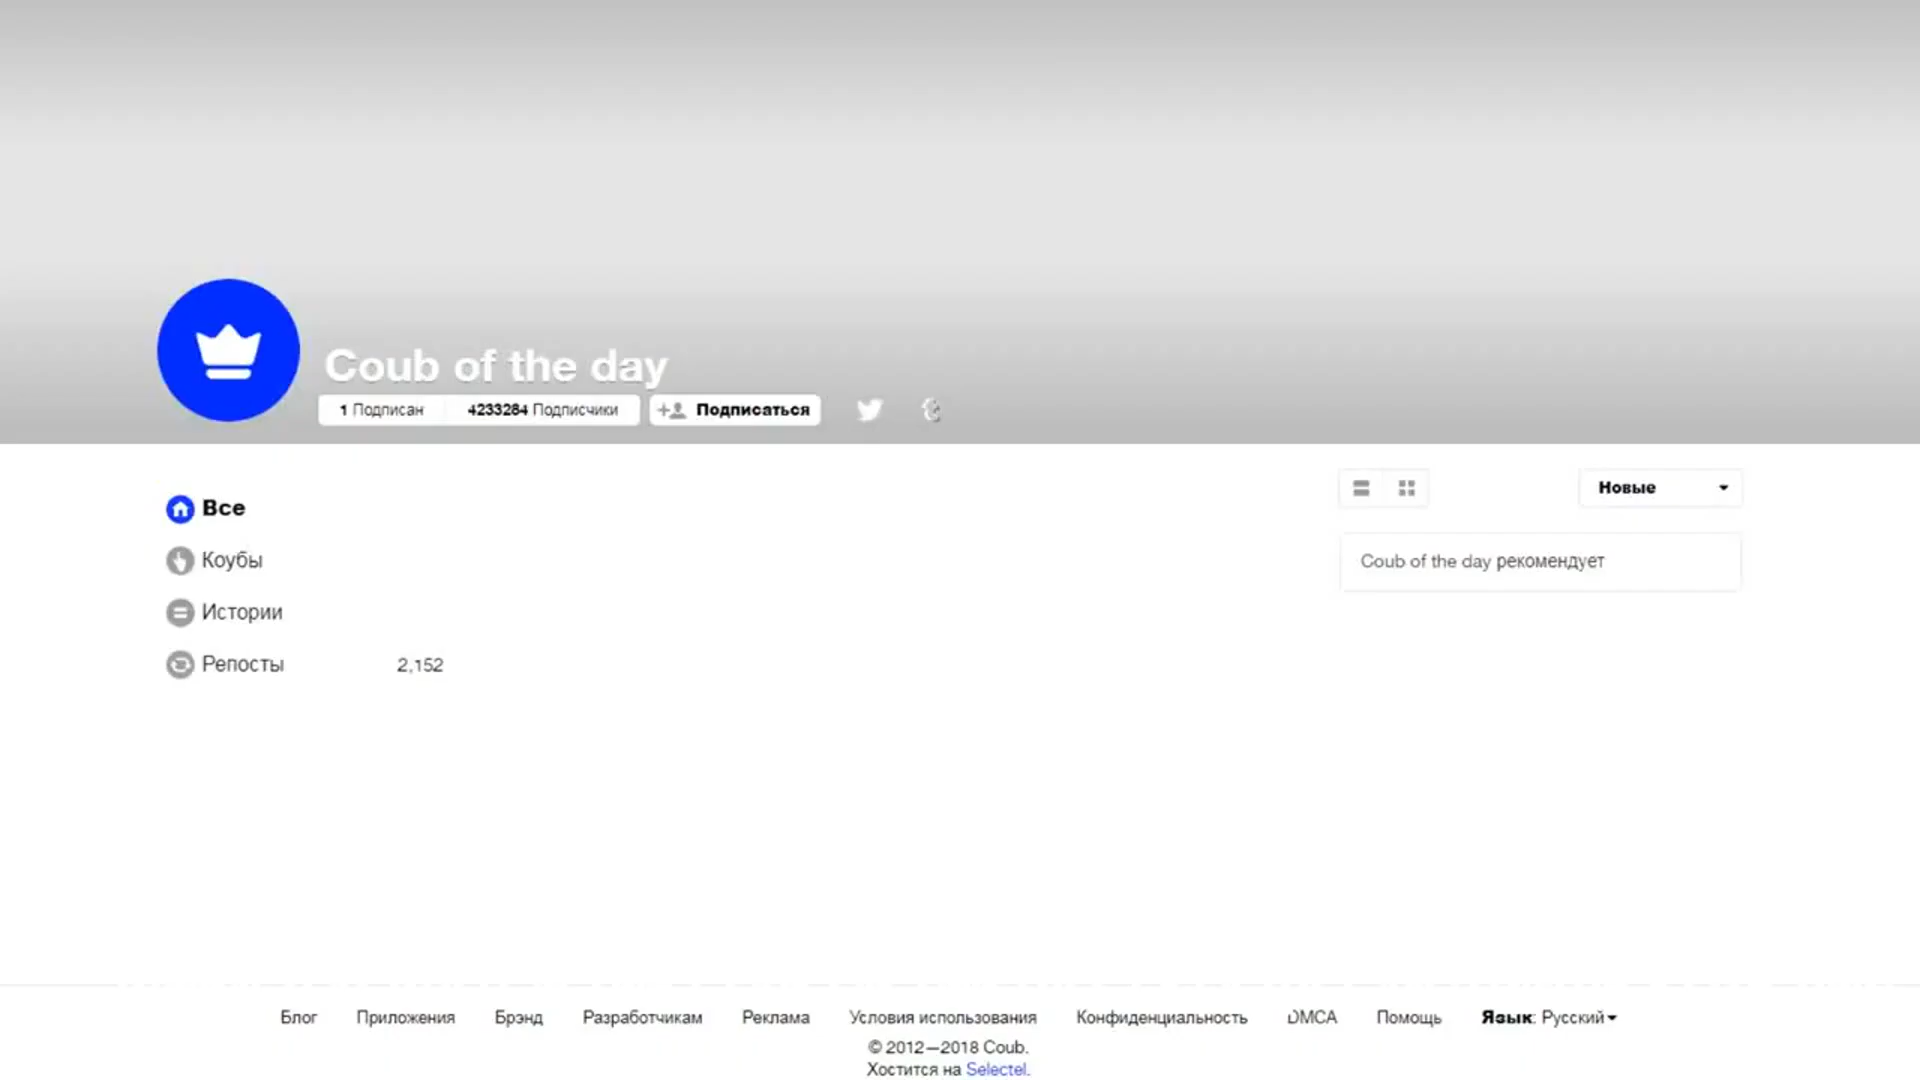 Coub of the day
1 Подписан 4233284 Подписчики Подписаться
Новые
Все
Coub of the day рекомендует
Коубы
Истории
Репосты 2,152
Блог Приложения Брэнд Разработчикам Реклама Условия использования Конфиденциальность DMCA Помощь Язык: Русский
© 2012—2018 Coub.
Хостится на Selectel.